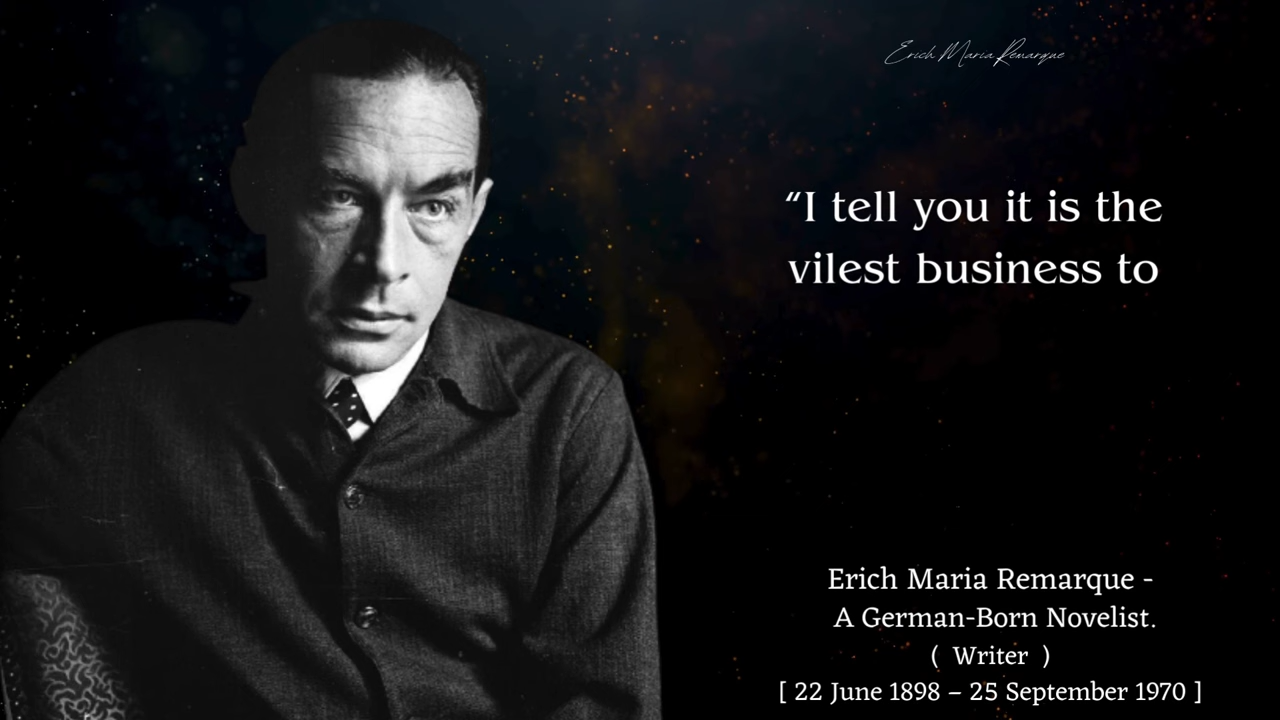 Erich Maria Remarque
“I tell you it is the
vilest business to
Erich Maria Remarque -
A German-Born Novelist.
( Writer )
[ 22 June 1898 – 25 September 1970 ]